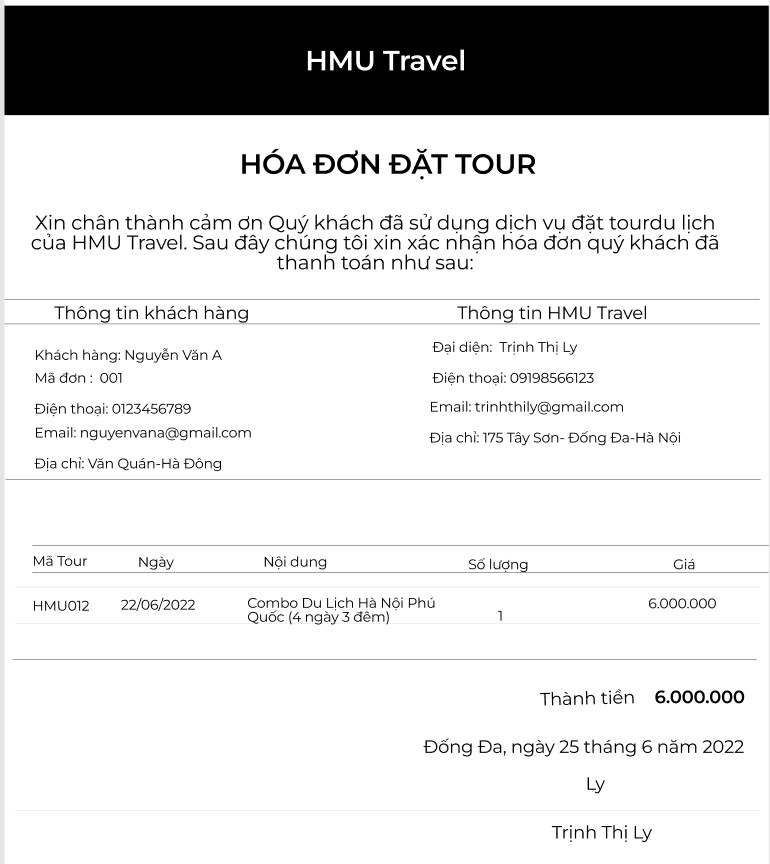 HMU Travel
HÓA ĐƠN ĐẶT TOUR
Xin chân thành cảm ơn Quý khách đã sử dụng dịch vụ đặt tourdu lịch
của HMU Travel. Sau đây chúng tôi xin xác nhận hóa đơn quý khách đã
thanh toán như sau:
Thông tin khách hàng
Khách hàng: Nguyễn Văn A
Mã đơn : 001
Điện thoại: 0123456789
Email: nguyenvana@gmail.com
Địa chỉ: Văn Quán-Hà Đông
Thông tin HMU Travel
Đại diện: Trịnh Thị Ly
Điện thoại: 09198566123
Email: trinhthily@gmail.com
Địa chỉ: 175 Tây Sơn- Đống Đa-Hà Nội
Mã Tour Ngày Nội dung Số lượng Giá
HMU012 22/06/2022 Combo Du Lịch Hà Nội Phú 6.000.000
Quốc (4 ngày 3 đêm) 1
Thành tiền 6.000.000
Đống Đa, ngày 25 tháng 6 năm 2022
Ly
Trịnh Thị Ly